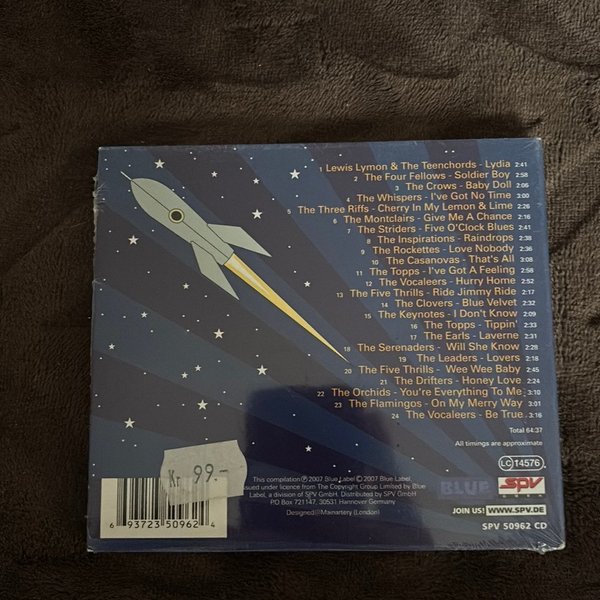 1 Lewis Lymon & The Teenchords - Lydia 2:41
2 The Four Fellows - Soldier Boy 2:58
3 The Crows - Baby Doll 2:06
4 The Whispers - I've Got No Time 3:00
5 The Three Riffs - Cherry In My Lemon & Lime 2:26
6 The Montclairs - Give Me A Chance 2:16
7 The Striders - Five O'Clock Blues 2:41
8 The Inspirations - Raindrops 2:38
9 The Rockettes - Love Nobody 2:36
10 The Casanovas - That's All 3:08
11 The Topps - I've Got A Feeling 2:58
12 The Vocaleers - Hurry Home 2:36
13 The Five Thrills - Ride Jimmy Ride 2:17
14 The Clovers - Blue Velvet 2:32
15 The Keynotes - I Don't Know 2:09
16 The Topps - Tippin' 2:33
17 The Earls - Laverne 2:31
18 The Serenaders - Will She Know 2:28
19 The Leaders - Lovers 2:18
20 The Five Thrills - Wee Wee Baby 2:45
21 The Drifters - Honey Love 2:24
22 The Orchids - You're Everything To Me 3:10
23 The Flamingos - On My Merry Way 3:01
24 The Vocaleers - Be True 3:16
Total 64:37
All timings are approximate
LC 14576
Kr 99.-
This compilation ℗ 2007 Blue Label © 2007 Blue Label.
Issued under licence from The Copyright Group Limited by Blue
Label, a division of SPV GmbH. Distributed by SPV GmbH
PO Box 721147, 30531 Hannover Germany
Designed @ Mainartery (London)
BLUE SPV
JOIN US! WWW.SPV.DE
SPV 50962 CD
6 93723 50962 4